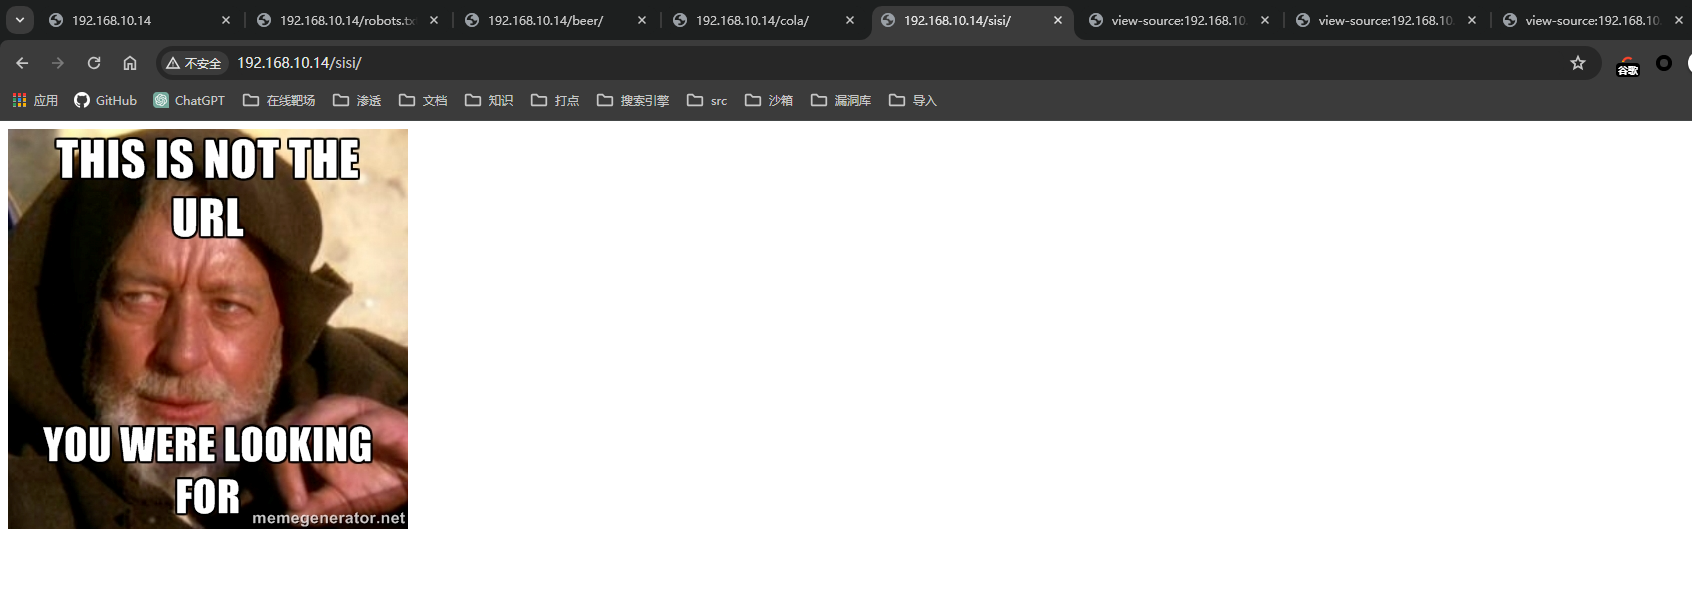 192.168.10.14
192.168.10.14/robots.tx
192.168.10.14/beer/
192.168.10.14/cola/
192.168.10.14/sisi/
view-source:192.168.10.
view-source:192.168.10.
view-source:192.168.10.
不安全
192.168.10.14/sisi/
谷歌
应用
GitHub
ChatGPT
在线靶场
渗透
文档
知识
打点
搜索引擎
src
沙箱
漏洞库
导入
THIS IS NOT THE
URL
YOU WERE LOOKING
FOR
memegenerator.net